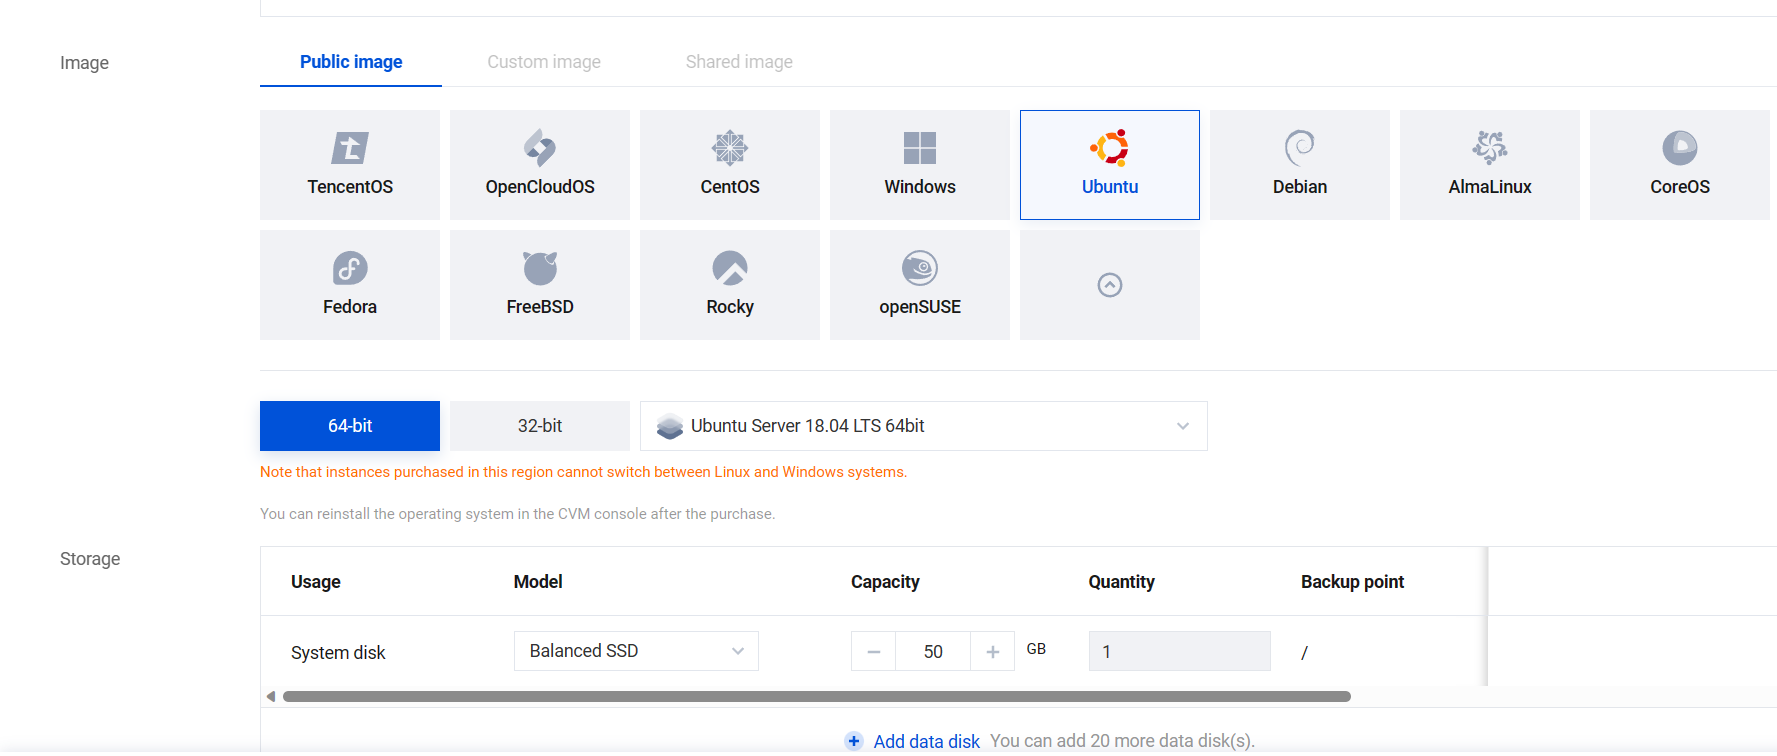 Image
Public image
Custom image
Shared image
TencentOS
OpenCloudOS
CentOS
Windows
Ubuntu
Debian
AlmaLinux
CoreOS
Fedora
FreeBSD
Rocky
openSUSE
64-bit
32-bit
Ubuntu Server 18.04 LTS 64bit
Note that instances purchased in this region cannot switch between Linux and Windows systems.
You can reinstall the operating system in the CVM console after the purchase.
Storage
Usage
Model
Capacity
Quantity
Backup point
System disk
Balanced SSD
50
GB
1
/
Add data disk You can add 20 more data disk(s).